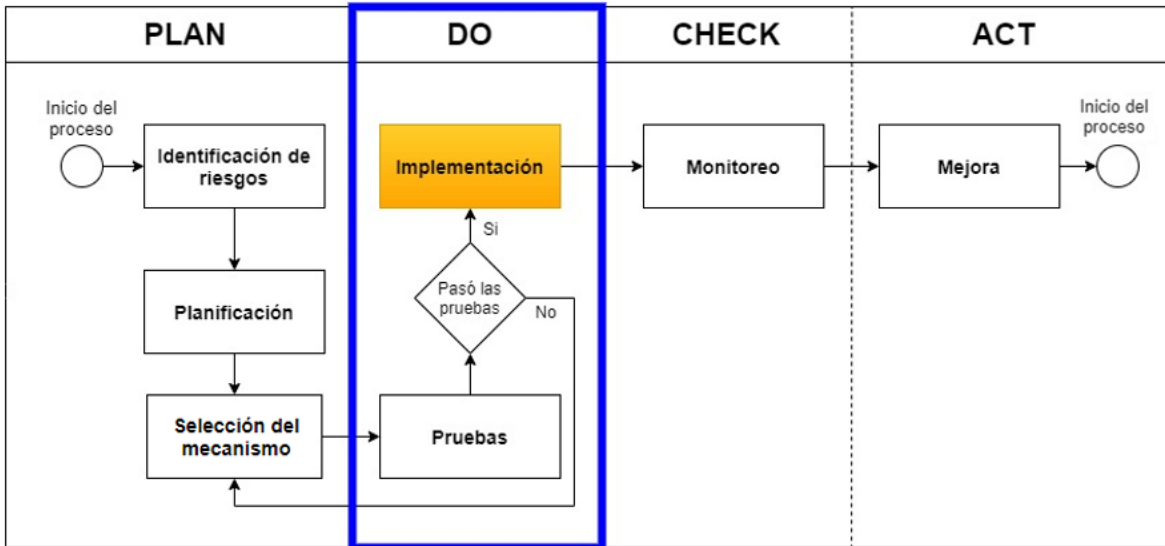 PLAN
DO
CHECK
ACT
Inicio del
proceso
Identificación de
riesgos
Implementación
Monitoreo
Mejora
Inicio del
proceso
Si
Planificación
Pasó las
pruebas
No
Selección del
mecanismo
Pruebas